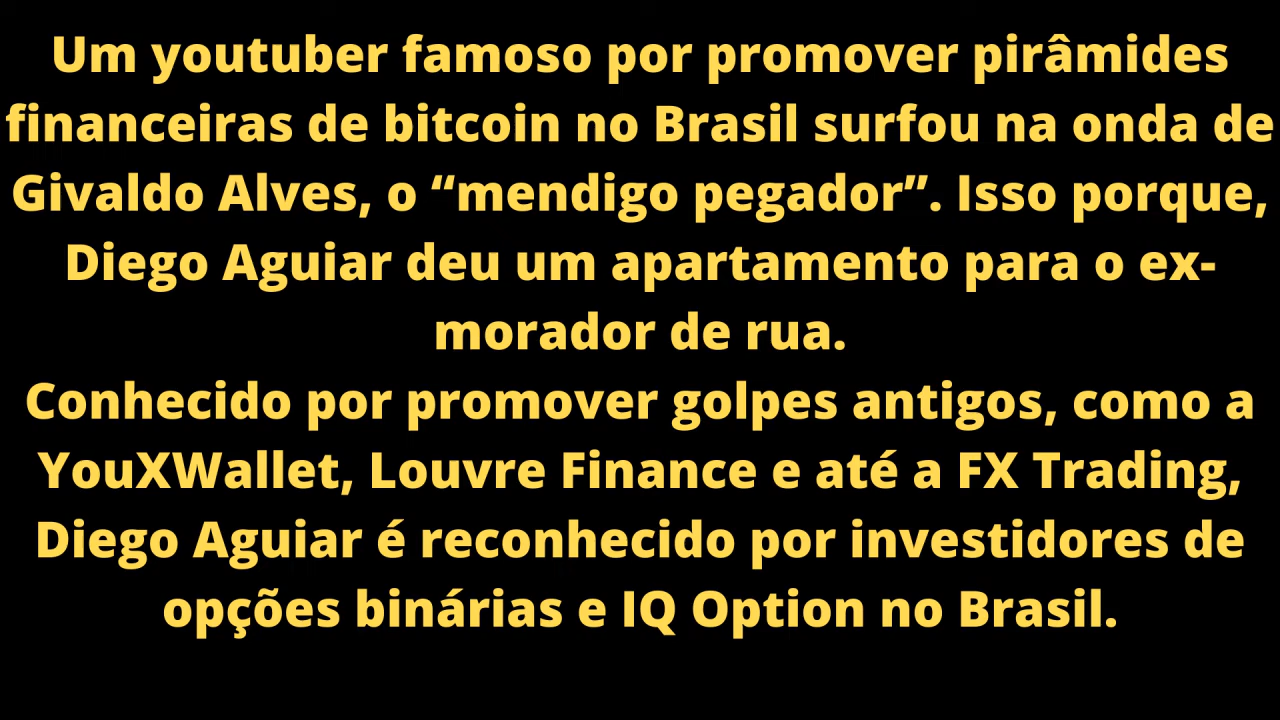 Um youtuber famoso por promover pirâmides
financeiras de bitcoin no Brasil surfou na onda de
Givaldo Alves, o “mendigo pegador”. Isso porque,
Diego Aguiar deu um apartamento para o ex-
morador de rua.
Conhecido por promover golpes antigos, como a
YouXWallet, Louvre Finance e até a FX Trading,
Diego Aguiar é reconhecido por investidores de
opções binárias e IQ Option no Brasil.